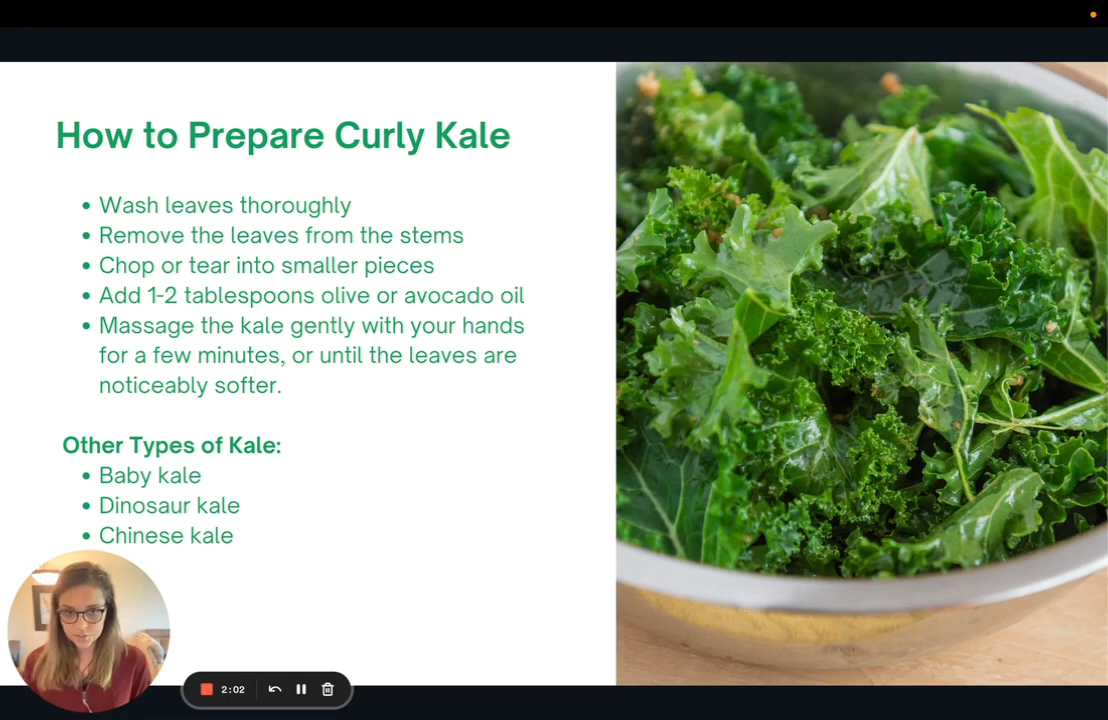 How to Prepare Curly Kale
• Wash leaves thoroughly
• Remove the leaves from the stems
• Chop or tear into smaller pieces
• Add 1-2 tablespoons olive or avocado oil
• Massage the kale gently with your hands
for a few minutes, or until the leaves are
noticeably softer.
Other Types of Kale:
• Baby kale
• Dinosaur kale
• Chinese kale
2:02